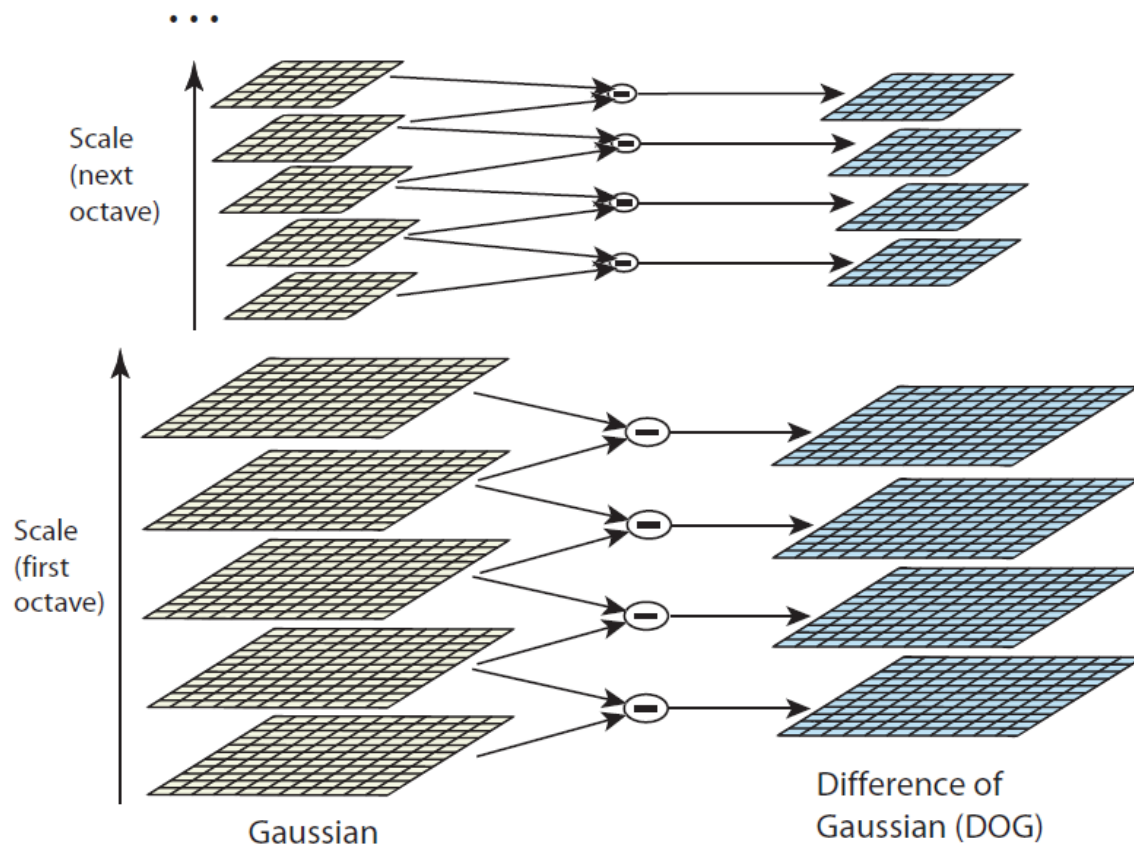 ...
Scale
(next
octave)
Scale
(first
octave)
Gaussian
Difference of
Gaussian (DOG)